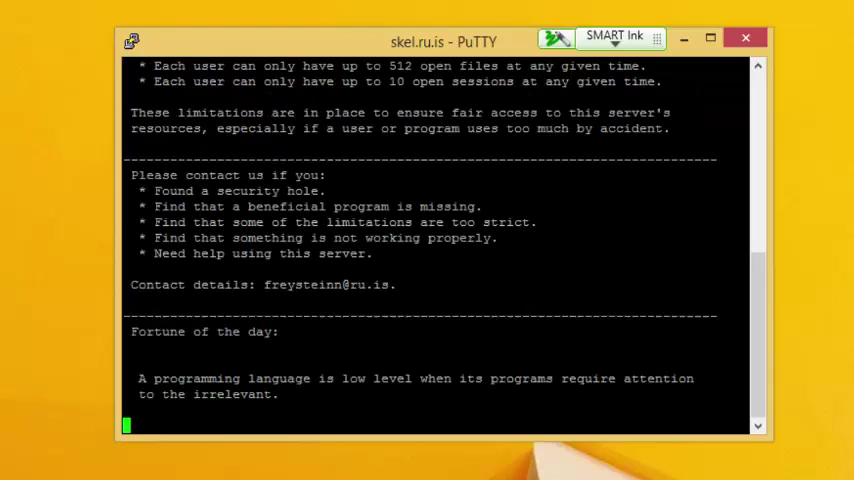 skel.ru.is - PuTTY
SMART Ink
* Each user can only have up to 512 open files at any given time.
* Each user can only have up to 10 open sessions at any given time.
These limitations are in place to ensure fair access to this server's
resources, especially if a user or program uses too much by accident.
Please contact us if you:
* Found a security hole.
* Find that a beneficial program is missing.
* Find that some of the limitations are too strict.
* Find that something is not working properly.
* Need help using this server.
Contact details: freysteinn@ru.is.
Fortune of the day:
A programming language is low level when its programs require attention
to the irrelevant.